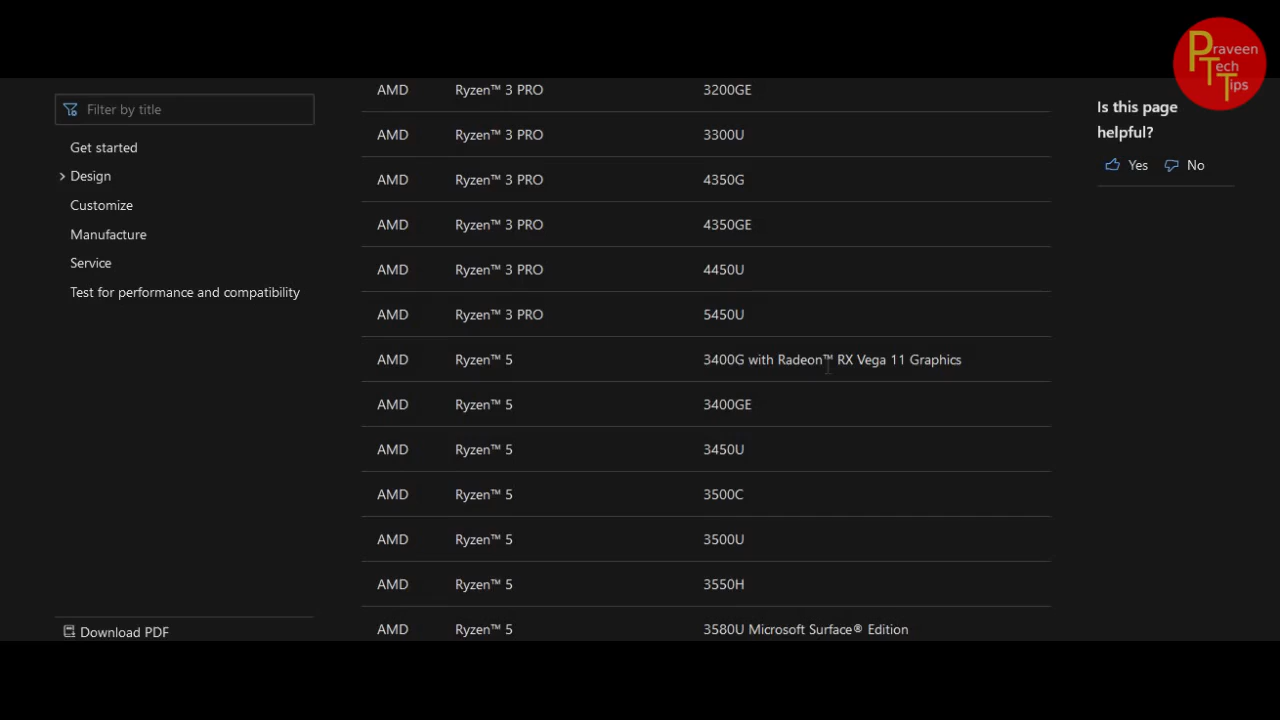 Praveen
Tech
Tips
Filter by title
Get started
Design
Customize
Manufacture
Service
Test for performance and compatibility
Download PDF
AMD Ryzen™ 3 PRO 3200GE
AMD Ryzen™ 3 PRO 3300U
AMD Ryzen™ 3 PRO 4350G
AMD Ryzen™ 3 PRO 4350GE
AMD Ryzen™ 3 PRO 4450U
AMD Ryzen™ 3 PRO 5450U
AMD Ryzen™ 5 3400G with Radeon™ RX Vega 11 Graphics
AMD Ryzen™ 5 3400GE
AMD Ryzen™ 5 3450U
AMD Ryzen™ 5 3500C
AMD Ryzen™ 5 3500U
AMD Ryzen™ 5 3550H
AMD Ryzen™ 5 3580U Microsoft Surface® Edition
Is this page
helpful?
Yes No